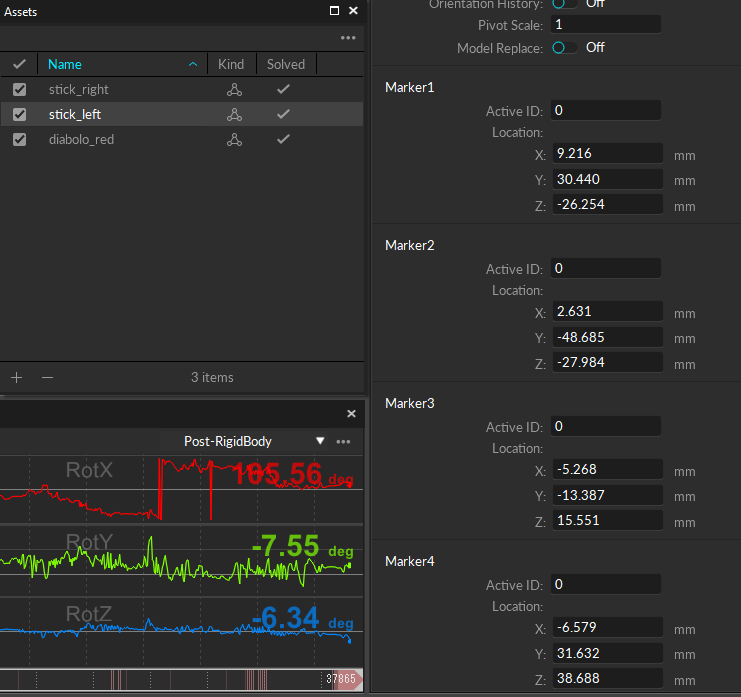 Assets
Name Kind Solved
stick_right
stick_left
diabolo_red
3 items
Post-RigidBody
RotX 105.56 deg
RotY -7.55 deg
RotZ -6.34 deg
37865
Orientation History: Off
Pivot Scale: 1
Model Replace: Off
Marker1
Active ID: 0
Location:
X: 9.216 mm
Y: 30.440 mm
Z: -26.254 mm
Marker2
Active ID: 0
Location:
X: 2.631 mm
Y: -48.685 mm
Z: -27.984 mm
Marker3
Active ID: 0
Location:
X: -5.268 mm
Y: -13.387 mm
Z: 15.551 mm
Marker4
Active ID: 0
Location:
X: -6.579 mm
Y: 31.632 mm
Z: 38.688 mm